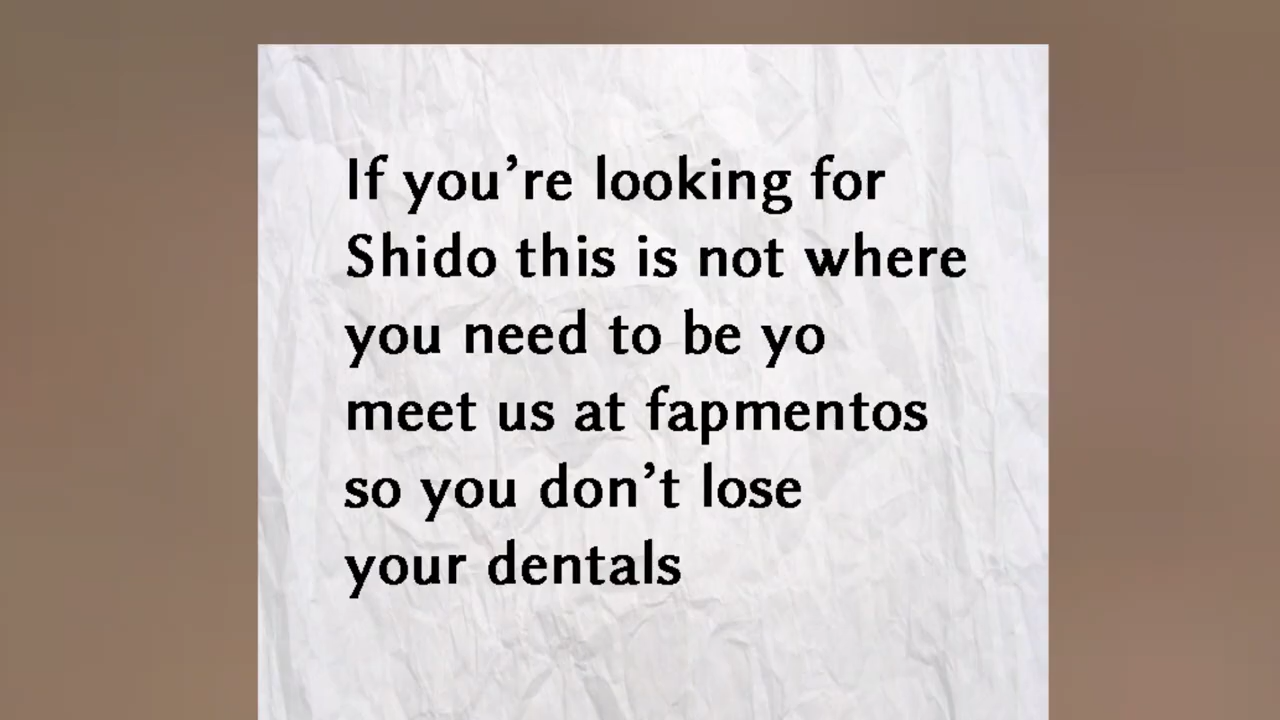 If you’re looking for
Shido this is not where
you need to be yo
meet us at fapmentos
so you don’t lose
your dentals